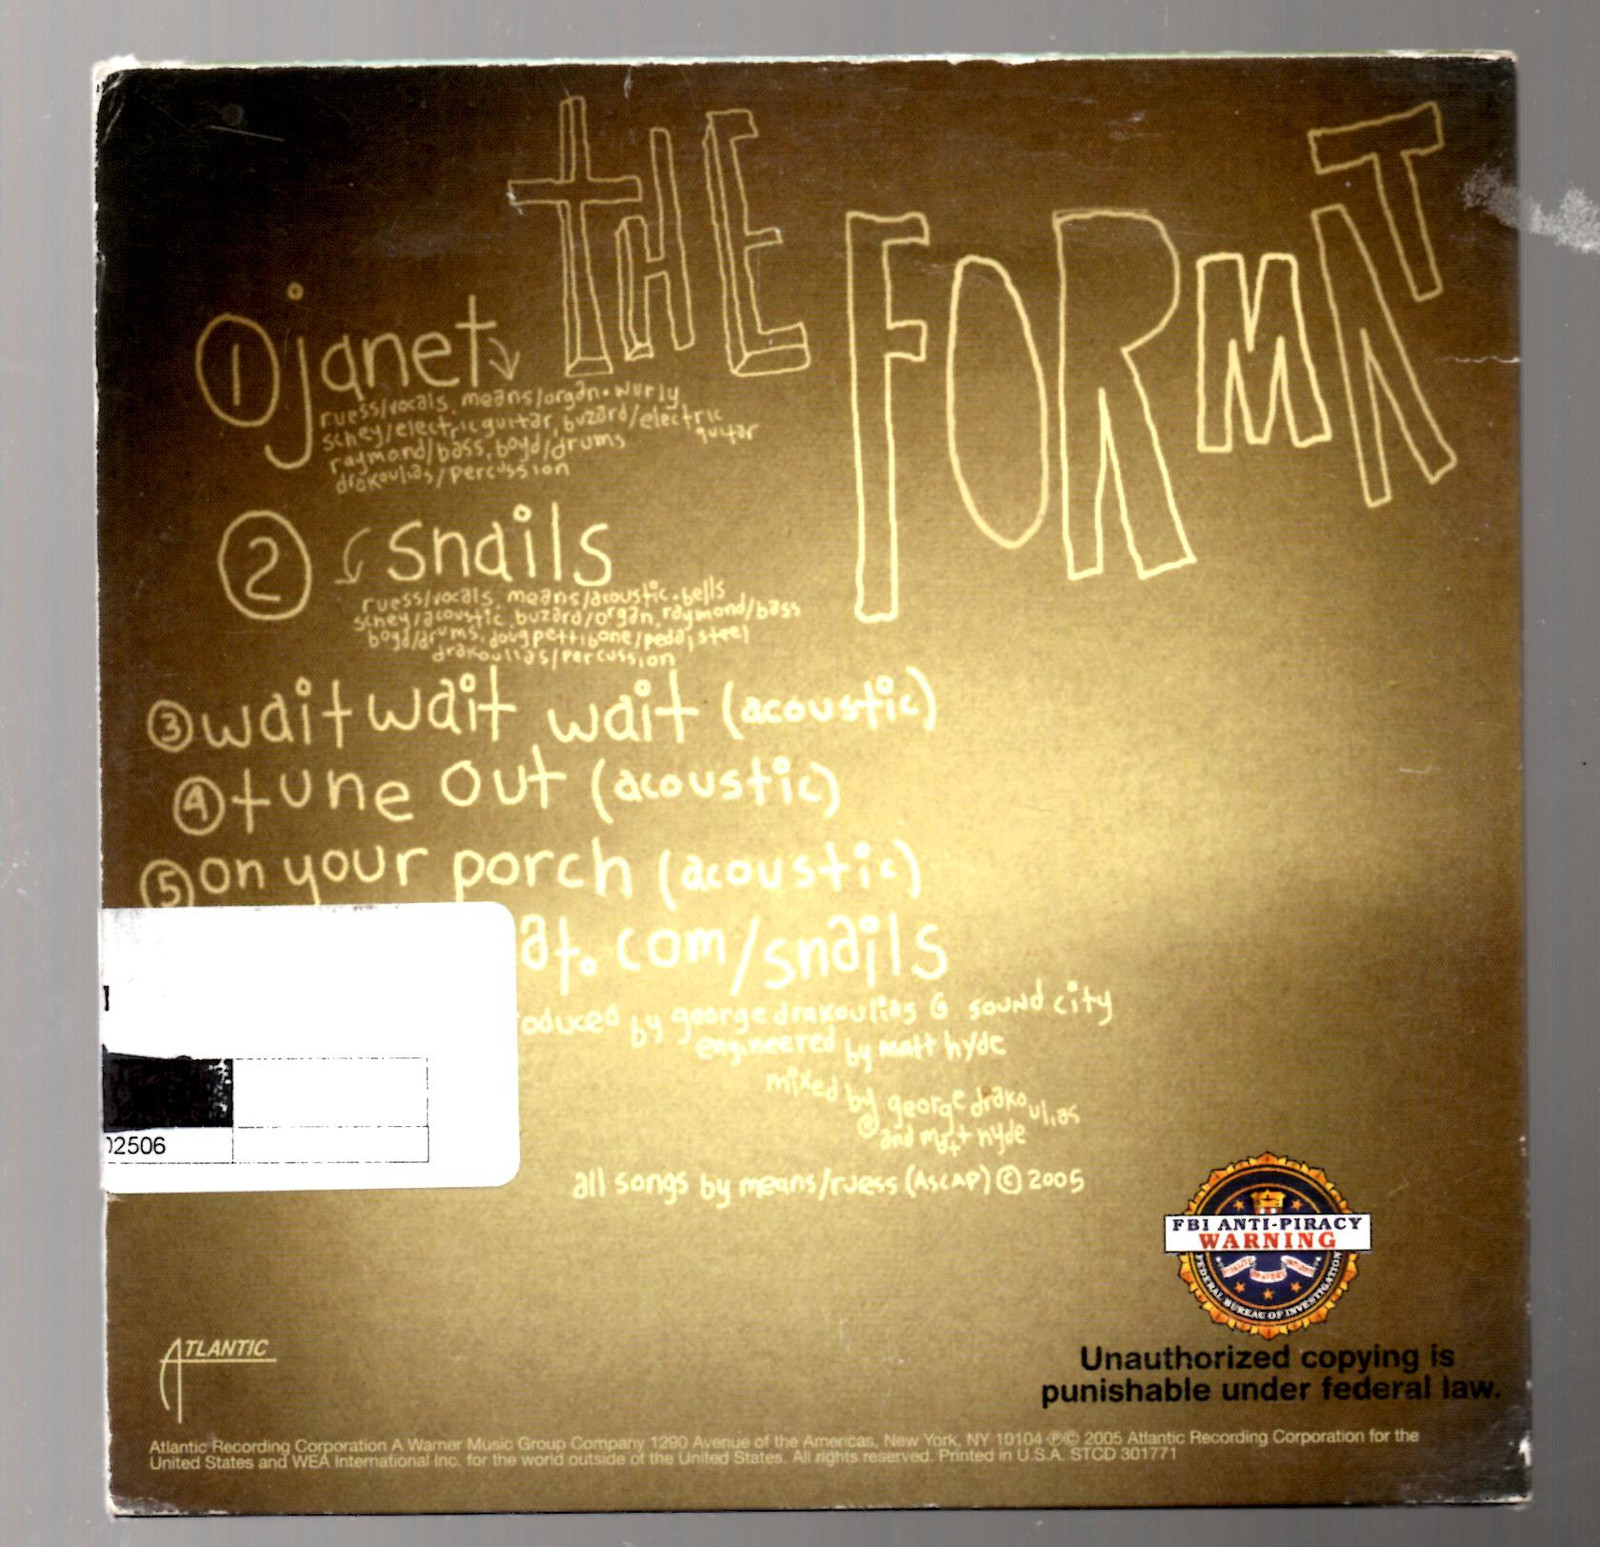 THE FORMAT
① janet
ruess/vocals, means/organ•wurly
schey/electric guitar, buzard/electric
guitar
raymond/bass, boyd/drums
drakoulias/percussion
② snails
ruess/vocals, means/acoustic•bells
schey/acoustic, buzard/organ, raymond/bass
boyd/drums, doug pettibone/pedal steel
drakoulias/percussion
③ wait wait wait (acoustic)
④ tune out (acoustic)
⑤ on your porch (acoustic)
at.com/snails
oduced by george drakoulias @ sound city
engineered by matt hyde
mixed by george drakoulias
and matt hyde
all songs by means/ruess (ASCAP) © 2005
02506
FBI ANTI-PIRACY
WARNING
FEDERAL BUREAU OF INVESTIGATION
Unauthorized copying is
punishable under federal law.
ATLANTIC
Atlantic Recording Corporation A Warner Music Group Company 1290 Avenue of the Americas, New York, NY 10104 ℗© 2005 Atlantic Recording Corporation for the
United States and WEA International Inc. for the world outside of the United States. All rights reserved. Printed in U.S.A. STCD 301771